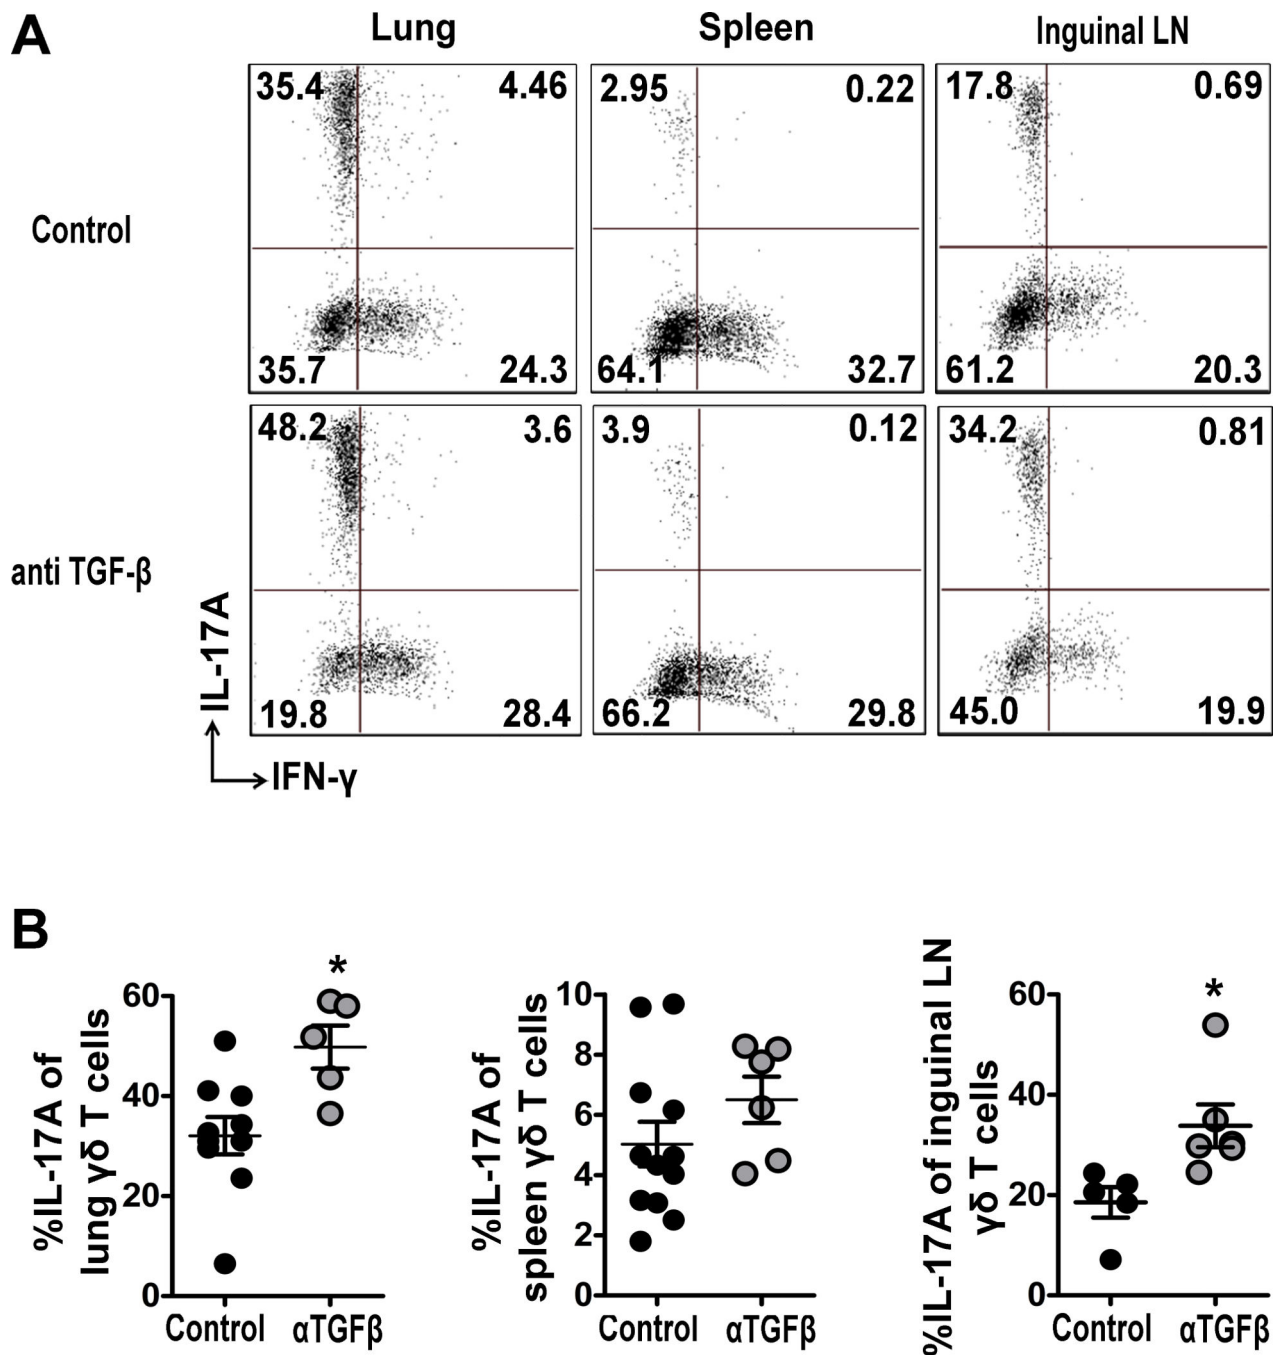 A
Lung
Spleen
Inguinal LN
Control
35.4
4.46
35.7
24.3
2.95
0.22
64.1
32.7
17.8
0.69
61.2
20.3
anti TGF-β
48.2
3.6
19.8
28.4
3.9
0.12
66.2
29.8
34.2
0.81
45.0
19.9
IL-17A
IFN-γ
B
%IL-17A of
lung γδ T cells
60
40
20
0
*
Control
αTGFβ
%IL-17A of
spleen γδ T cells
10
8
6
4
2
0
Control
αTGFβ
%IL-17A of inguinal LN
γδ T cells
60
40
20
0
*
Control
αTGFβ